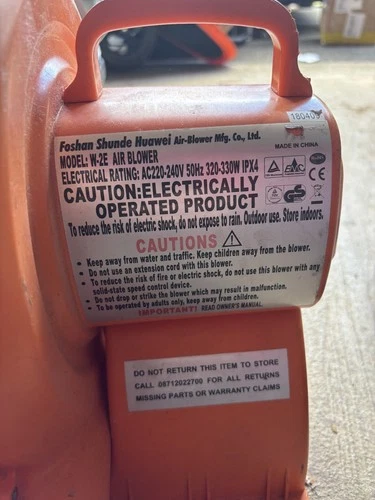 180409
Foshan Shunde Huawei Air-Blower Mfg. Co., Ltd.
MADE IN CHINA
MODEL: W-2E AIR BLOWER
ELECTRICAL RATING: AC220-240V 50Hz 320-330W IPX4
CAUTION:ELECTRICALLY
OPERATED PRODUCT
To reduce the risk of electric shock, do not expose to rain. Outdoor use. Store indoors.
CAUTIONS
• Keep away from water and traffic. Keep children away from the blower.
• Do not use an extension cord with this blower.
• To reduce the risk of fire or electric shock, do not use this blower with any
solid-state speed control device.
• Do not drop or strike the blower which may result in malfunction.
• To be operated by adults only, keep away from children.
IMPORTANT! READ OWNER'S MANUAL.
DO NOT RETURN THIS ITEM TO STORE
CALL 08712022700 FOR ALL RETURNS
MISSING PARTS OR WARRANTY CLAIMS